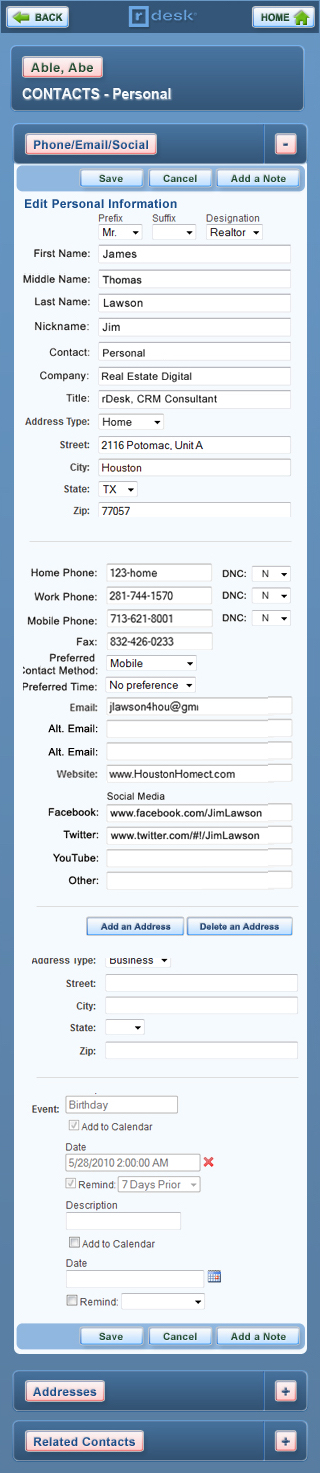 BACK rdesk HOME
Able, Abe
CONTACTS - Personal
Phone/Email/Social -
Save Cancel Add a Note
Edit Personal Information
Prefix Suffix Designation
Mr. Realtor
First Name: James
Middle Name: Thomas
Last Name: Lawson
Nickname: Jim
Contact: Personal
Company: Real Estate Digital
Title: rDesk, CRM Consultant
Address Type: Home
Street: 2116 Potomac, Unit A
City: Houston
State: TX
Zip: 77057
Home Phone: 123-home DNC: N
Work Phone: 281-744-1570 DNC: N
Mobile Phone: 713-621-8001 DNC: N
Fax: 832-426-0233
Preferred
Contact Method: Mobile
Preferred Time: No preference
Email: jlawson4hou@gm
Alt. Email:
Alt. Email:
Website: www.HoustonHomect.com
Social Media
Facebook: www.facebook.com/JimLawson
Twitter: www.twitter.com/#!/JimLawson
YouTube:
Other:
Add an Address Delete an Address
Address Type: Business
Street:
City:
State:
Zip:
Event: Birthday
Add to Calendar
Date
5/28/2010 2:00:00 AM
Remind: 7 Days Prior
Description
Add to Calendar
Date
Remind:
Save Cancel Add a Note
Addresses +
Related Contacts +